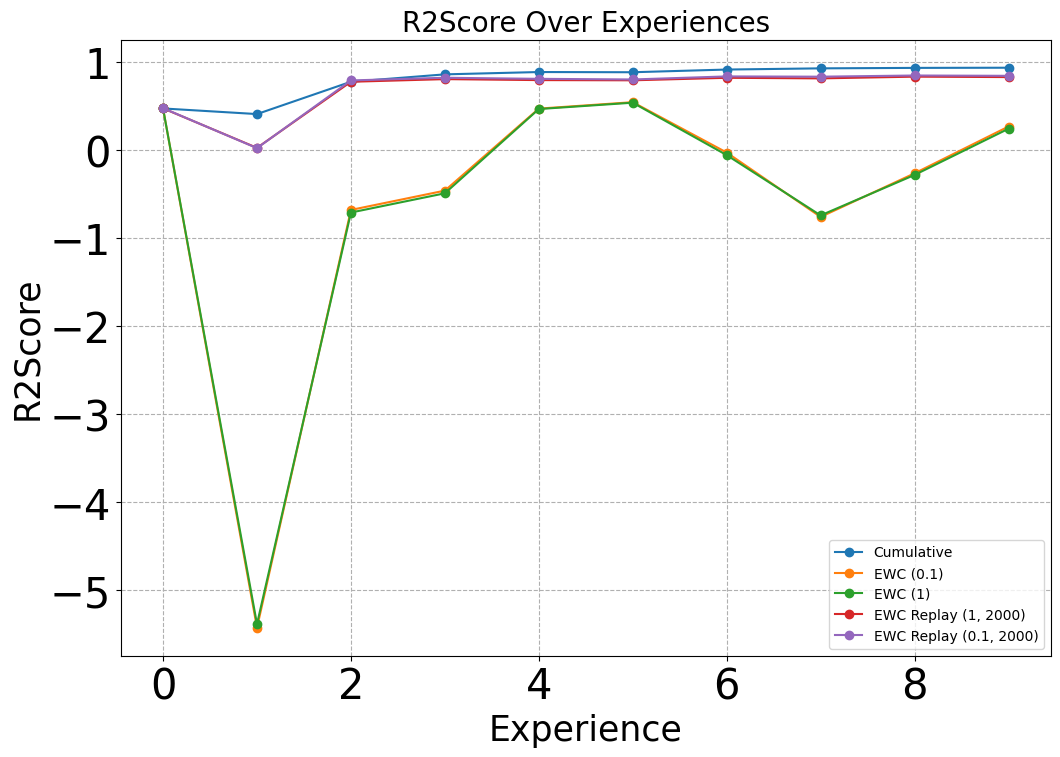 R2Score Over Experiences
1
0
−1
−2
−3
−4
−5
R2Score
0 2 4 6 8
Experience
Cumulative
EWC (0.1)
EWC (1)
EWC Replay (1, 2000)
EWC Replay (0.1, 2000)